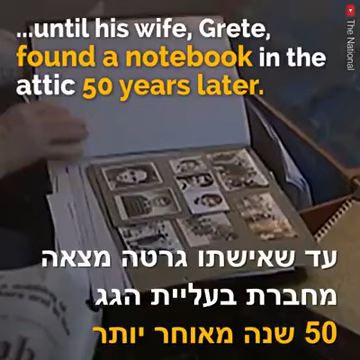 ...until his wife, Grete,
found a notebook in the
attic 50 years later.
The National
עד שאישתו גרטה מצאה
מחברת בעליית הגג
50 שנה מאוחר יותר